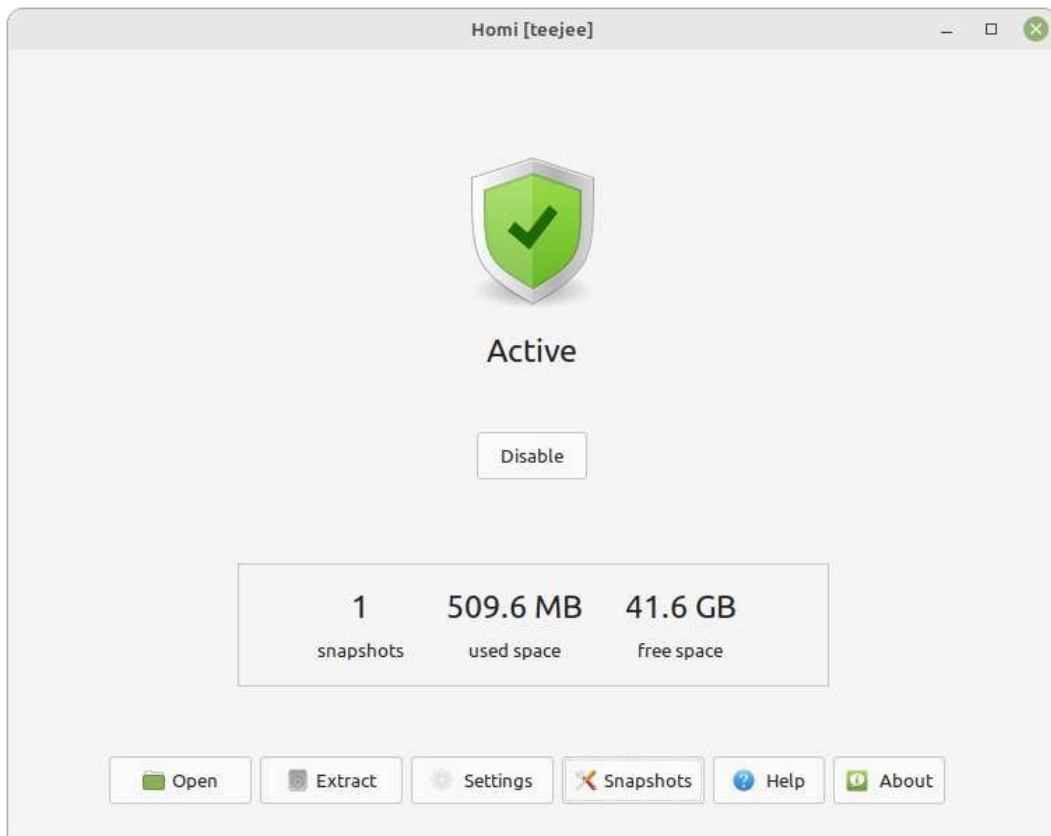 Homi [teejee]
Active
Disable
1 509.6 MB 41.6 GB
snapshots used space free space
Open Extract Settings Snapshots Help About